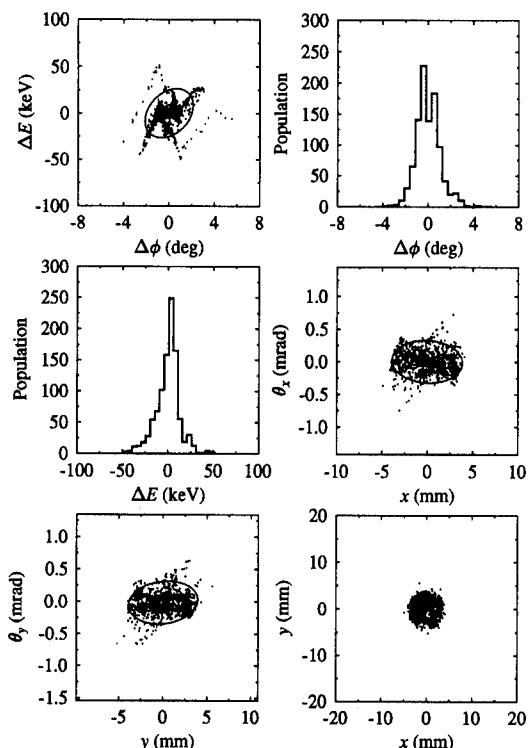 100
50
0
-50
-100
ΔE (keV)
-8 -4 0 4 8
Δϕ (deg)
300
250
200
150
100
50
0
Population
-8 -4 0 4 8
Δϕ (deg)
300
250
200
150
100
50
0
Population
-100 -50 0 50 100
ΔE (keV)
1.0
0.5
0.0
-0.5
-1.0
θx (mrad)
-10 -5 0 5 10
x (mm)
1.0
0.5
0.0
-0.5
-1.0
-1.5
θy (mrad)
-5 0 5 10
y (mm)
20
10
0
-10
-20
y (mm)
-20 -10 0 10 20
x (mm)